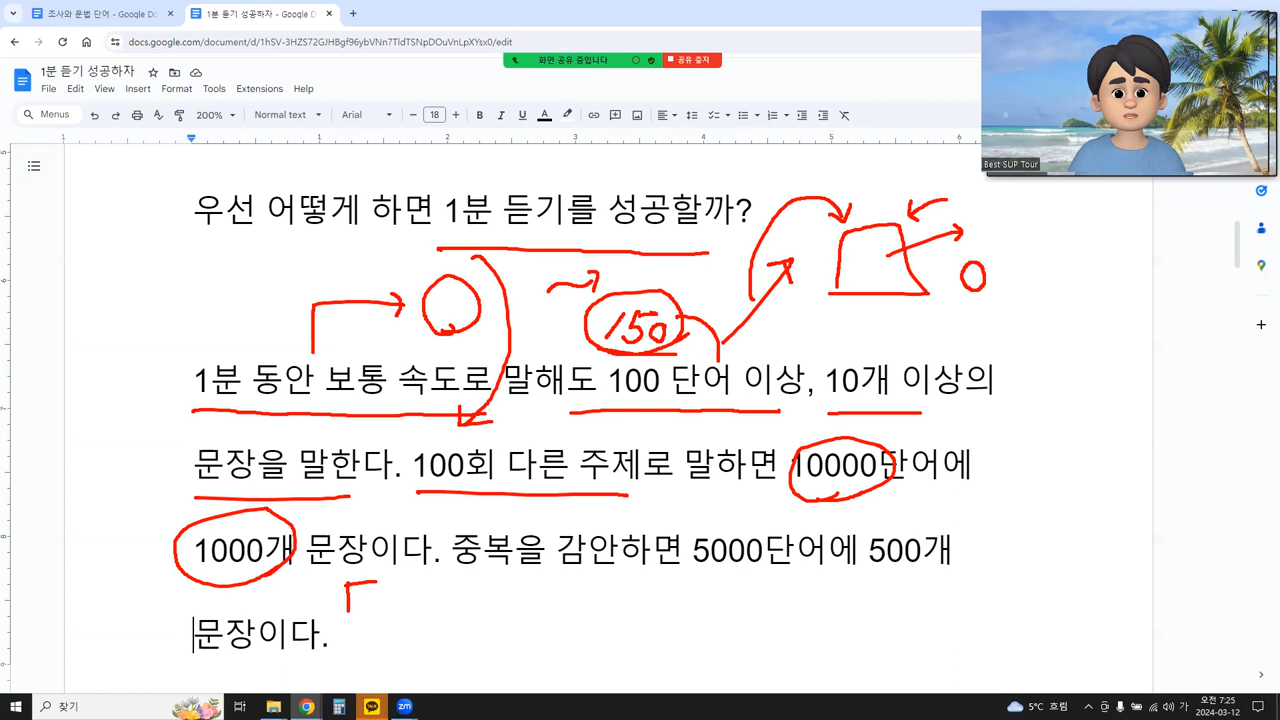 조사와 문법 단어 - Google Do
1분 듣기 성공하자 - Google D
docs.google.com/document/d/1hSV-3HZS72GJHBgf96ybVNn7TldTSNpDOuVnLpXYsx0/edit
화면 공유 중입니다
공유 중지
1분 듣기 성공하자
File Edit View Insert Format Tools Extensions Help
Menus 200% Normal text Arial 18 B I U A
1 1 2 3 4 5 6
Best SUP Tour
우선 어떻게 하면 1분 듣기를 성공할까?
150
1분 동안 보통 속도로 말해도 100 단어 이상, 10개 이상의
문장을 말한다. 100회 다른 주제로 말하면 10000단어에
1000개 문장이다. 중복을 감안하면 5000단어에 500개
문장이다.
찾기
5°C 흐림
가
오전 7:25
2024-03-12